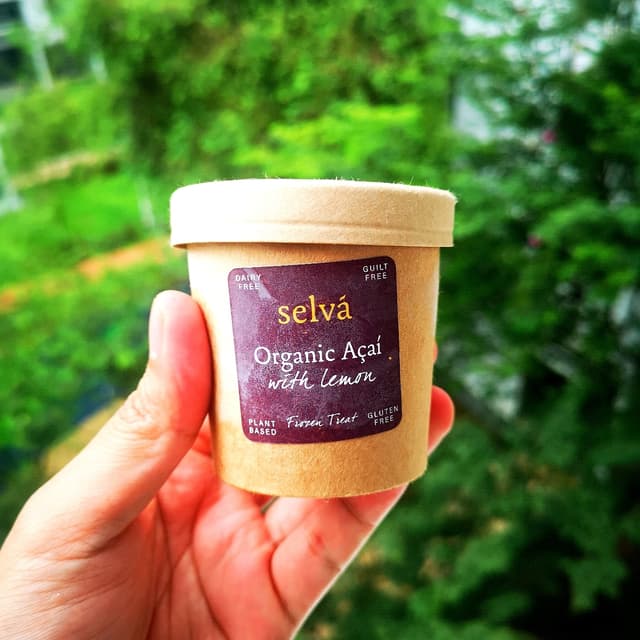 DAIRY
FREE
GUILT
FREE
selvá
Organic Açaí
with lemon
PLANT
BASED
Frozen Treat
GLUTEN
FREE